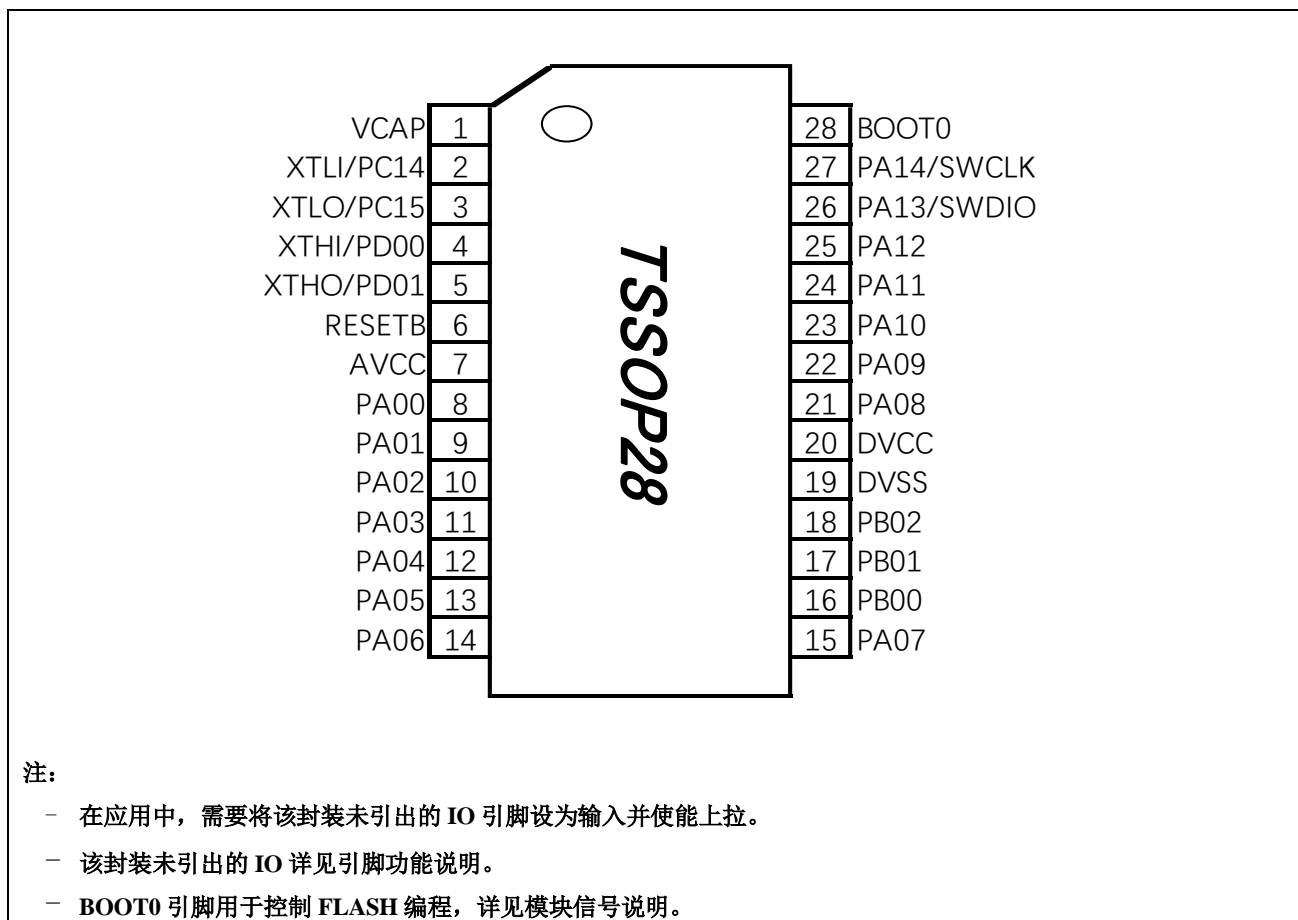 VCAP 1 28 BOOT0
XTLI/PC14 2 27 PA14/SWCLK
XTLO/PC15 3 26 PA13/SWDIO
XTHI/PD00 4 25 PA12
XTHO/PD01 5 24 PA11
RESETB 6 23 PA10
AVCC 7 22 PA09
PA00 8 21 PA08
PA01 9 20 DVCC
PA02 10 19 DVSS
PA03 11 18 PB02
PA04 12 17 PB01
PA05 13 16 PB00
PA06 14 15 PA07
TSSOP28
注：
－ 在应用中，需要将该封装未引出的 IO 引脚设为输入并使能上拉。
－ 该封装未引出的 IO 详见引脚功能说明。
－ BOOT0 引脚用于控制 FLASH 编程，详见模块信号说明。